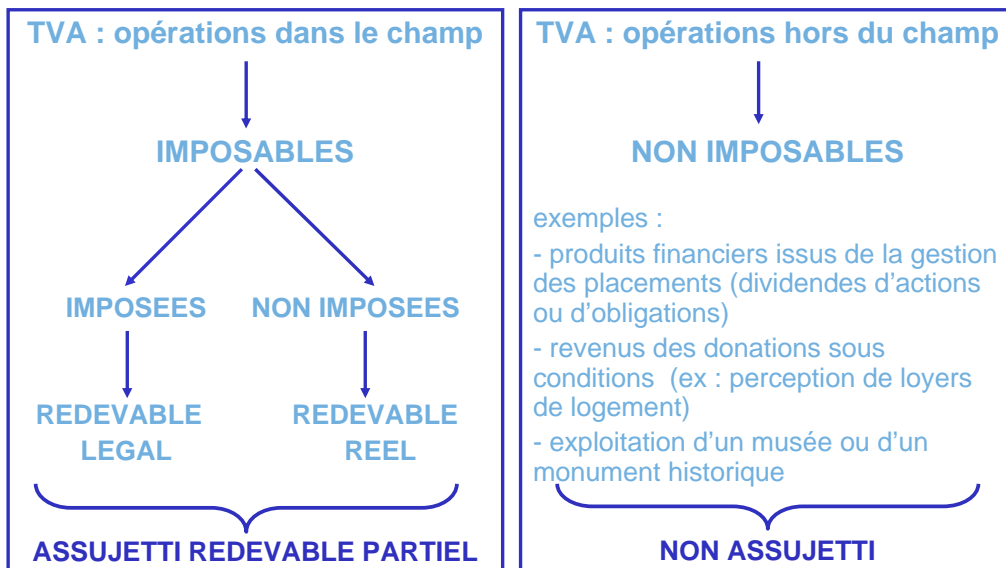 TVA : opérations dans le champ
IMPOSABLES
IMPOSEES
NON IMPOSEES
REDEVABLE
LEGAL
REDEVABLE
REEL
ASSUJETTI REDEVABLE PARTIEL
TVA : opérations hors du champ
NON IMPOSABLES
exemples :
- produits financiers issus de la gestion
des placements (dividendes d'actions
ou d'obligations)
- revenus des donations sous
conditions (ex : perception de loyers
de logement)
- exploitation d'un musée ou d'un
monument historique
NON ASSUJETTI